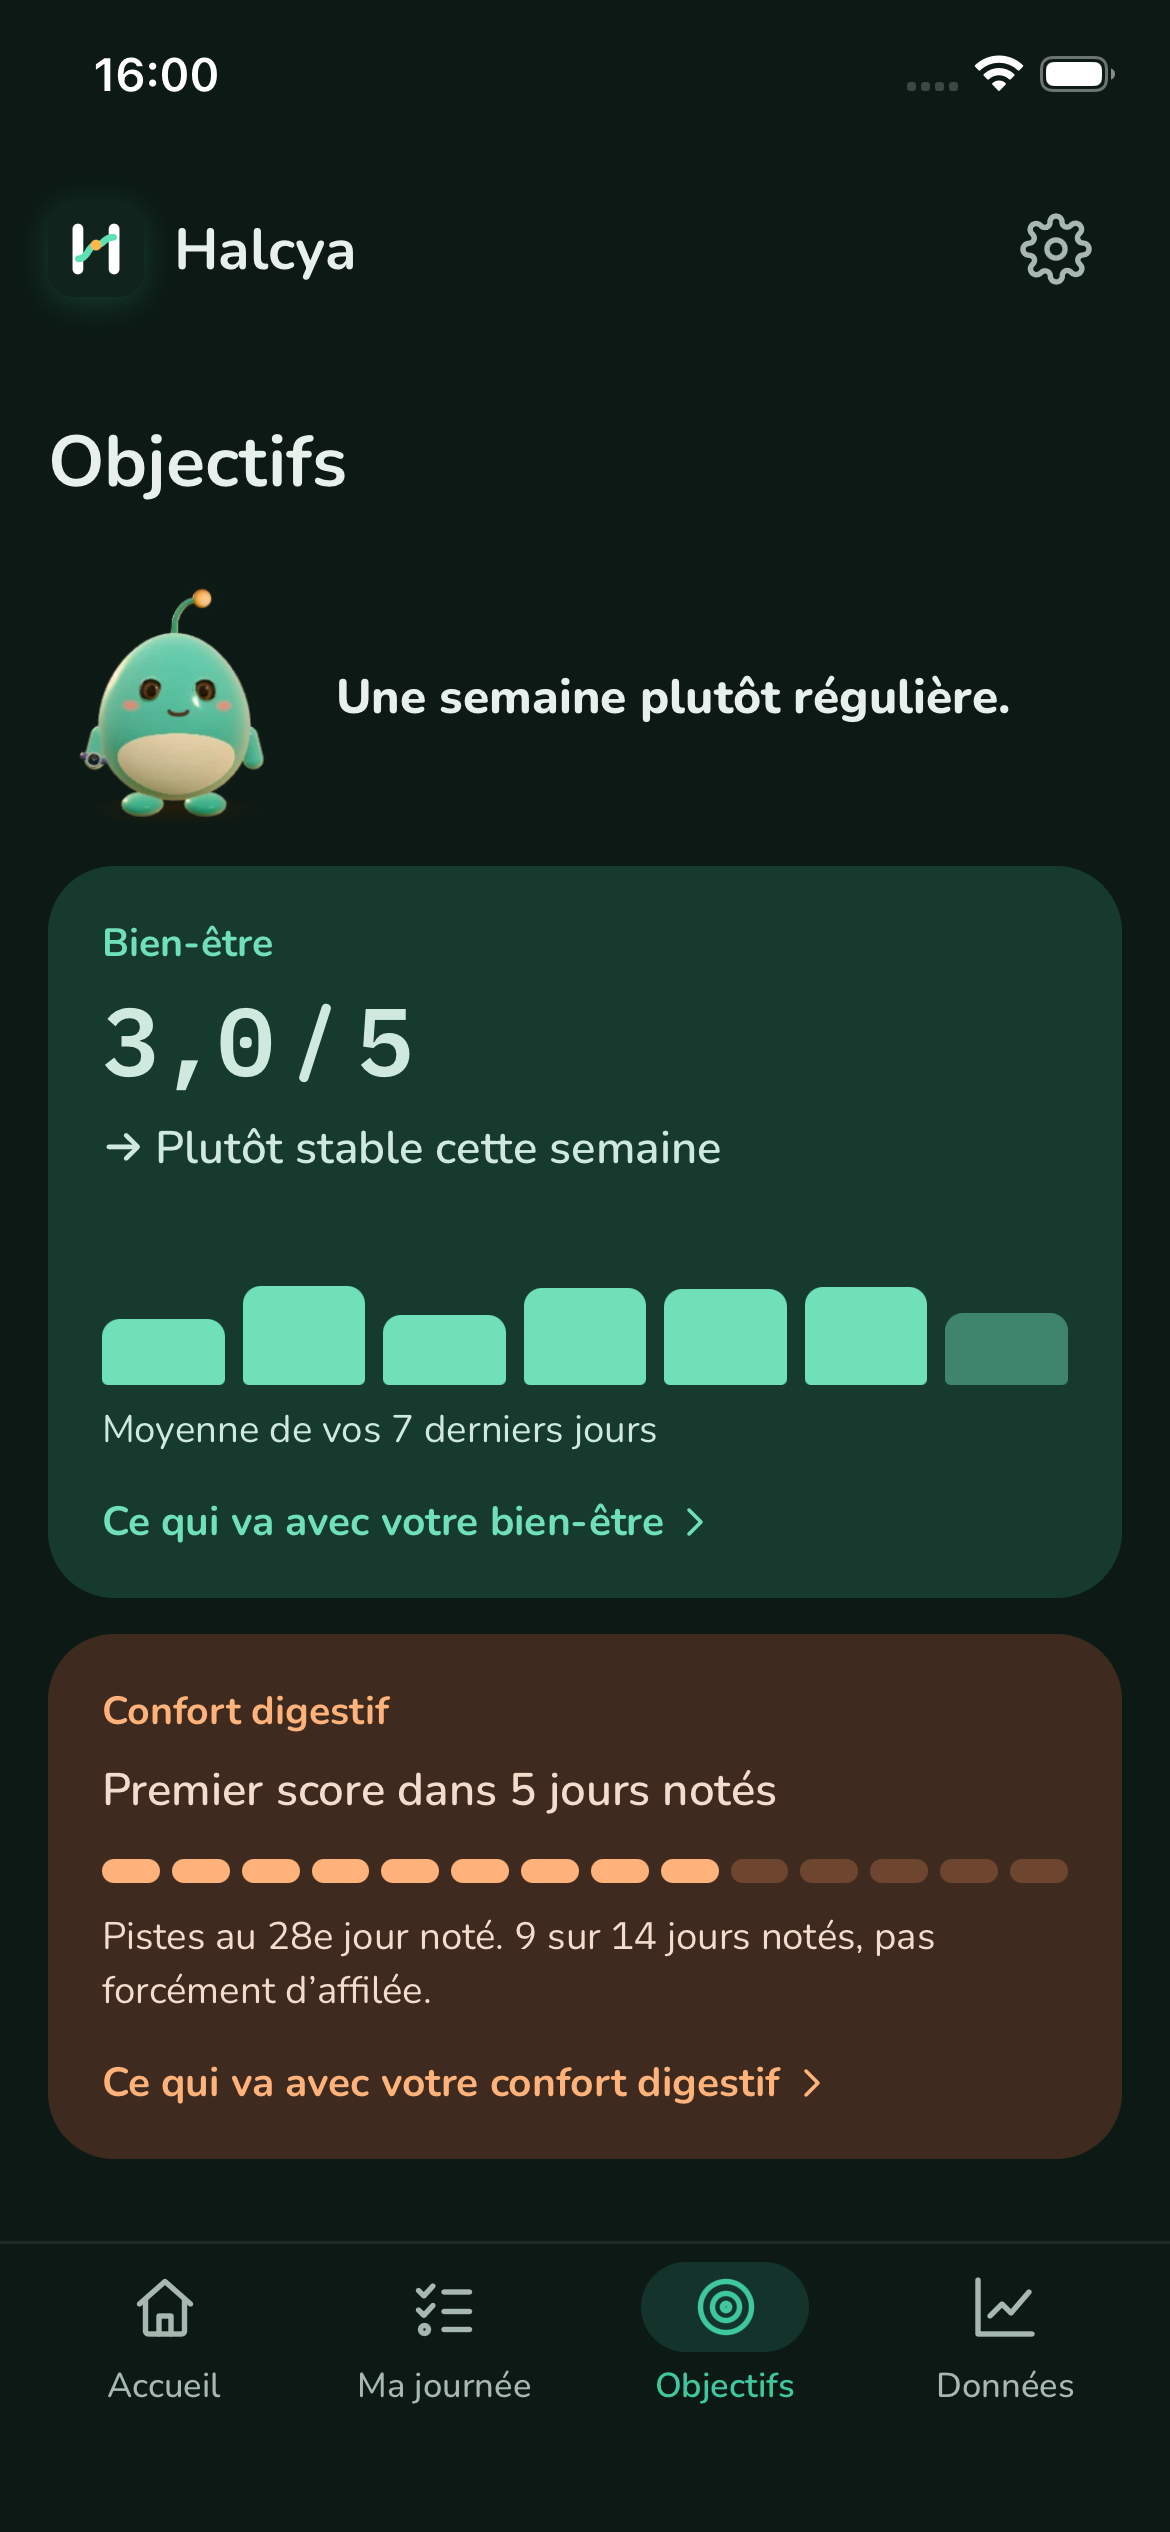 16:00
Halcya
Objectifs
Une semaine plutôt régulière.
Bien-être
3,0/5
→ Plutôt stable cette semaine
Moyenne de vos 7 derniers jours
Ce qui va avec votre bien-être >
Confort digestif
Premier score dans 5 jours notés
Pistes au 28e jour noté. 9 sur 14 jours notés, pas
forcément d’affilée.
Ce qui va avec votre confort digestif >
Accueil
Ma journée
Objectifs
Données